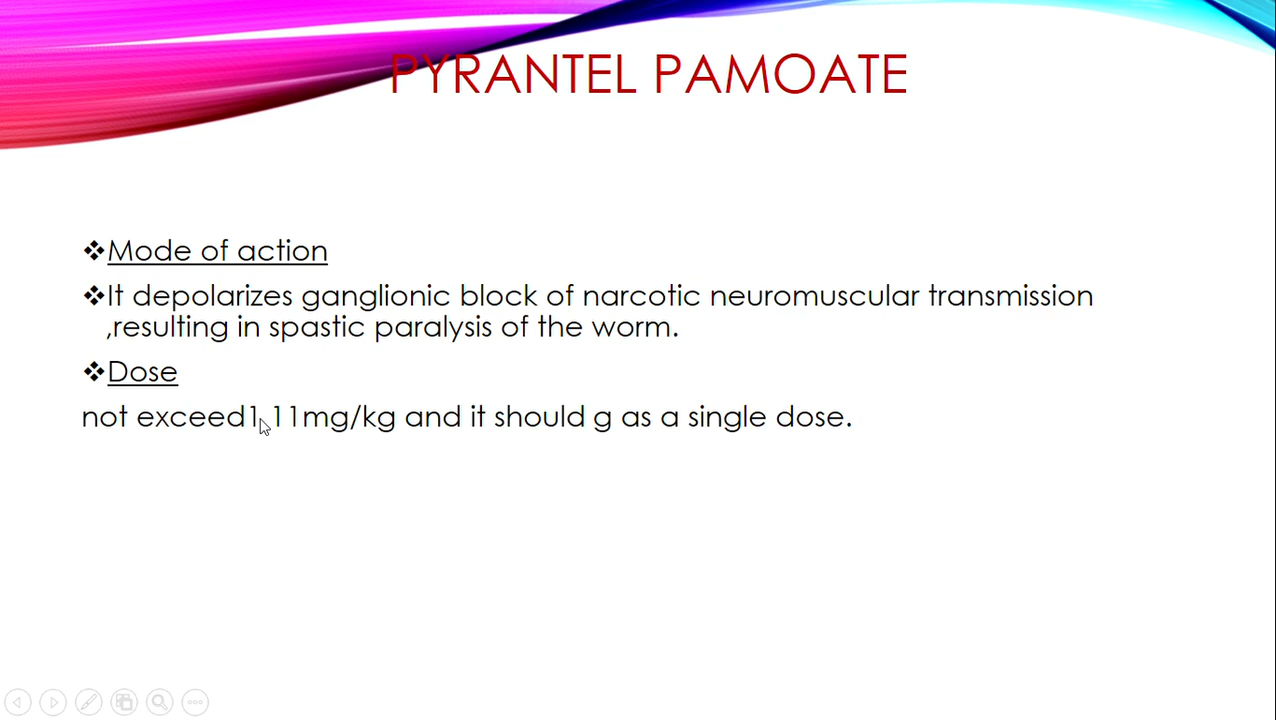 PYRANTEL PAMOATE
❖Mode of action
❖It depolarizes ganglionic block of narcotic neuromuscular transmission
,resulting in spastic paralysis of the worm.
❖Dose
not exceed1 11mg/kg and it should g as a single dose.